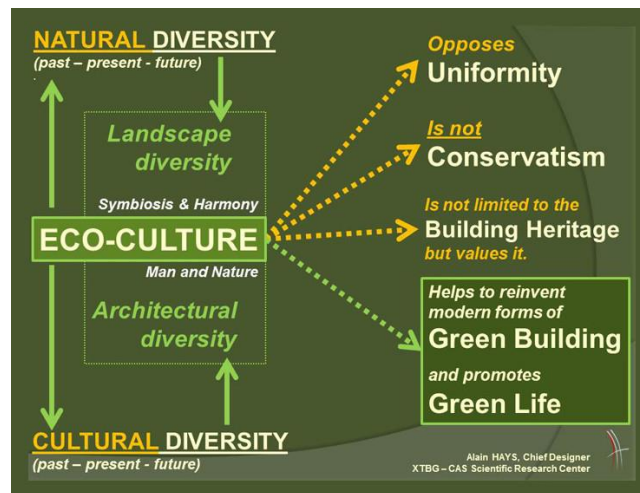 NATURAL DIVERSITY
(past – present - future)
Landscape
diversity
Symbiosis & Harmony
ECO-CULTURE
Man and Nature
Architectural
diversity
CULTURAL DIVERSITY
(past – present - future)
Opposes
Uniformity
Is not
Conservatism
Is not limited to the
Building Heritage
but values it.
Helps to reinvent
modern forms of
Green Building
and promotes
Green Life
Alain HAYS, Chief Designer
XTBG – CAS Scientific Research Center